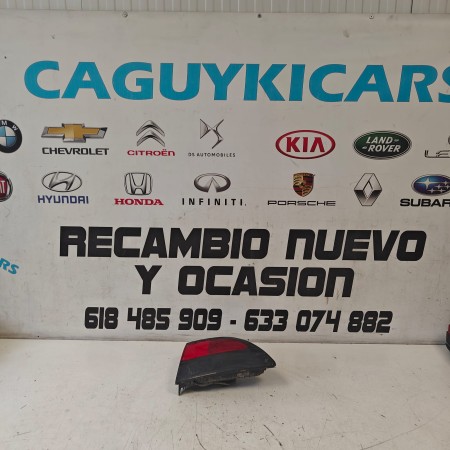 CAGUYKICARS
CHEVROLET
CITROËN
DS AUTOMOBILES
KIA
LAND ROVER
HYUNDAI
HONDA
INFINITI
PORSCHE
RENAULT
SUBAR
RECAMBIO NUEVO
Y OCASION
618 485 909 - 633 074 882